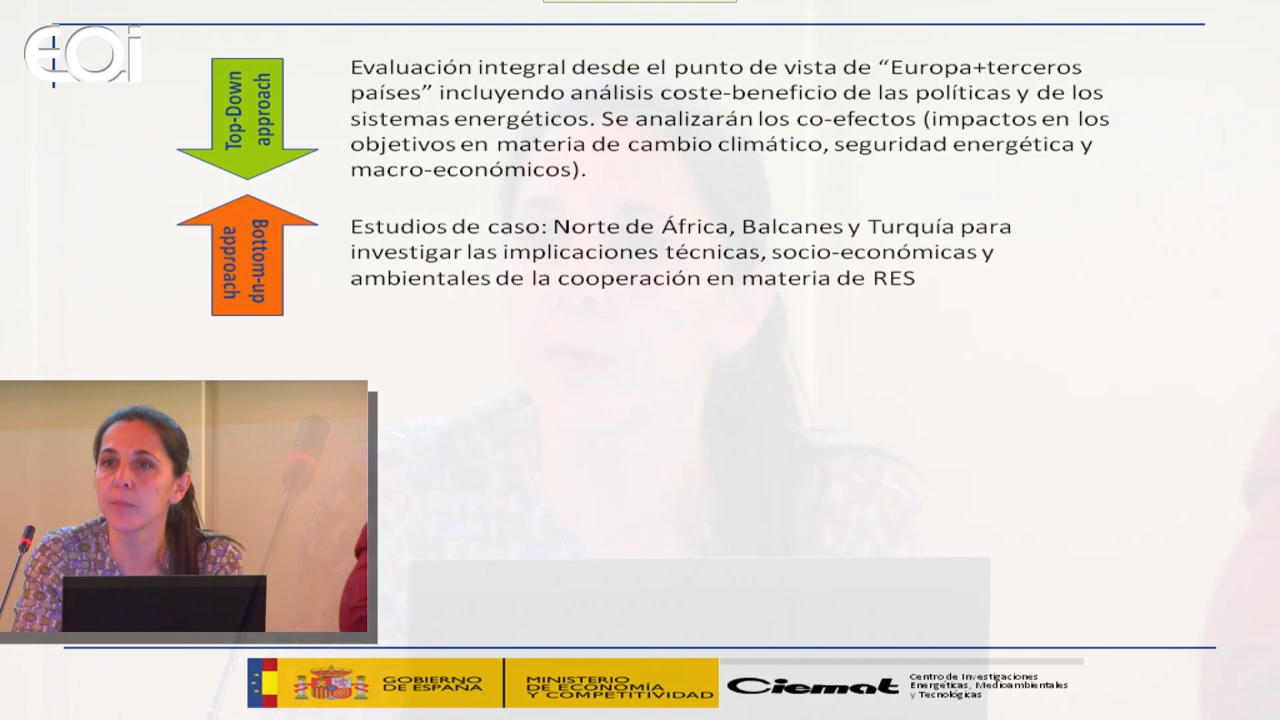 EOi
Top-Down
approach
Evaluación integral desde el punto de vista de “Europa+terceros
países” incluyendo análisis coste-beneficio de las políticas y de los
sistemas energéticos. Se analizarán los co-efectos (impactos en los
objetivos en materia de cambio climático, seguridad energética y
macro-económicos).
Bottom-up
approach
Estudios de caso: Norte de África, Balcanes y Turquía para
investigar las implicaciones técnicas, socio-económicas y
ambientales de la cooperación en materia de RES
GOBIERNO
DE ESPAÑA
MINISTERIO
DE ECONOMÍA
Y COMPETITIVIDAD
Ciemat
Centro de Investigaciones
Energéticas, Medioambientales
y Tecnológicas